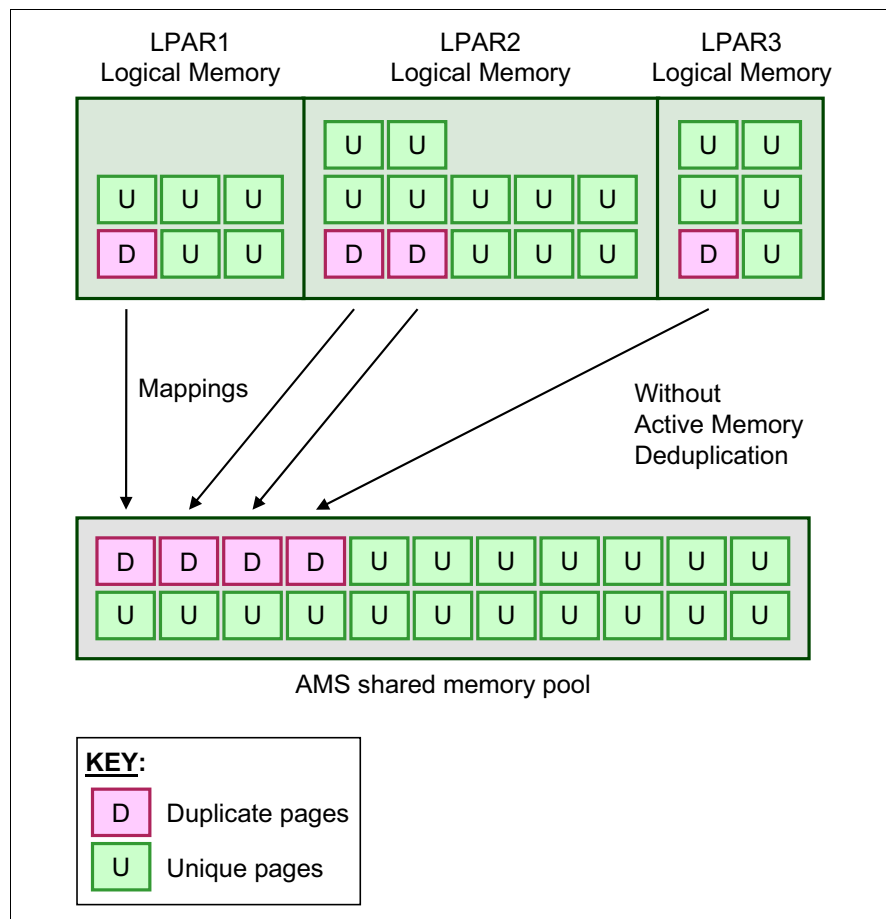 LPAR1
Logical Memory
LPAR2
Logical Memory
LPAR3
Logical Memory
U U
U U U
U U U U U
U U
U U
D U U
D D U U U
D U
Mappings
Without
Active Memory
Deduplication
D D D D U U U U U U U
U U U U U U U U U U U
AMS shared memory pool
KEY:
D Duplicate pages
U Unique pages